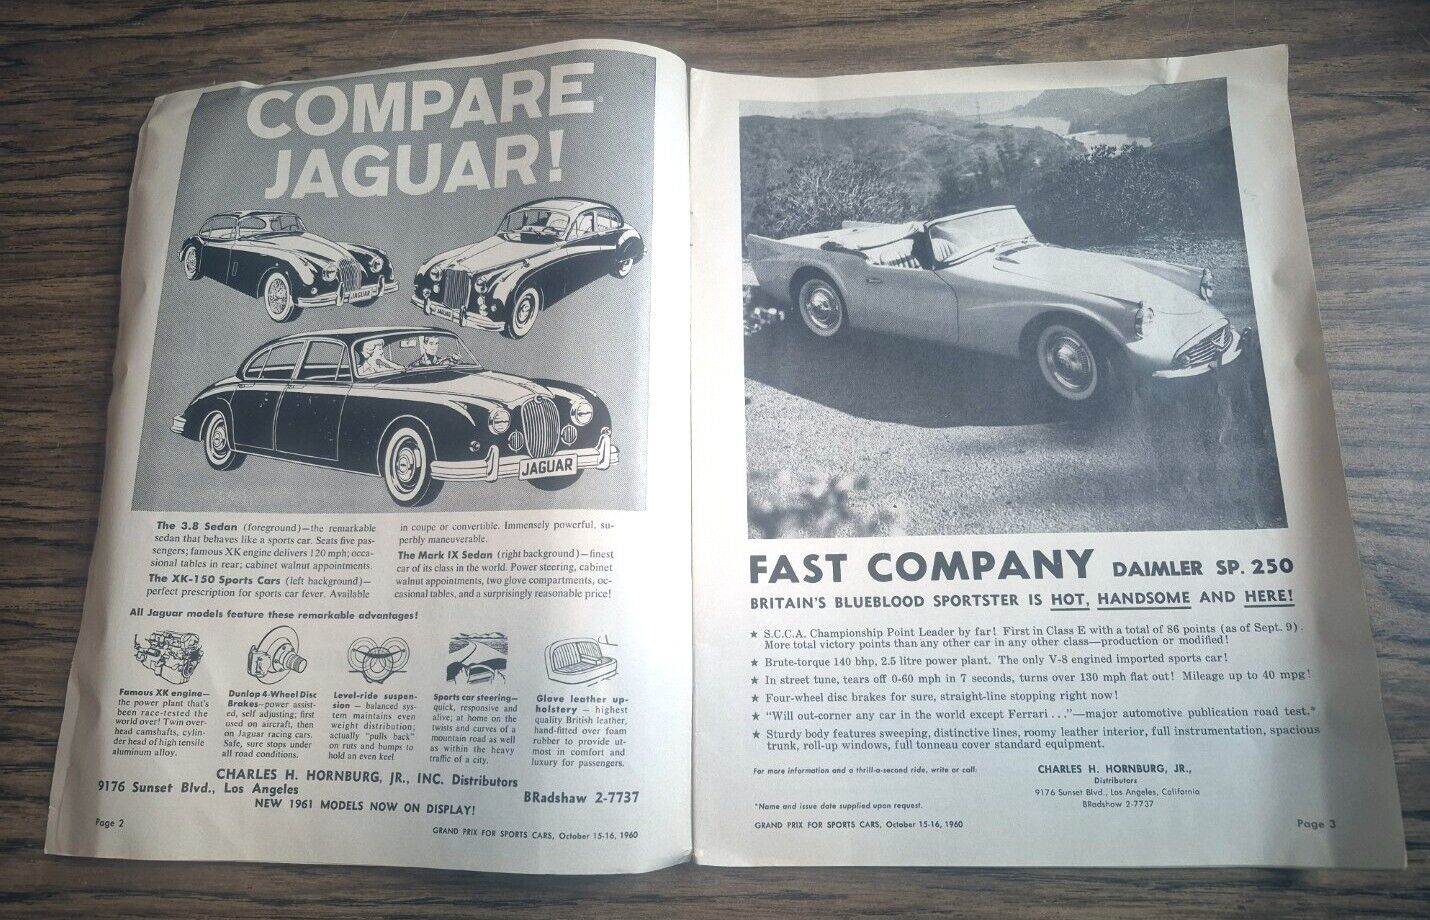 COMPARE
JAGUAR!
JAGUAR
JAGUAR
JAGUAR
The 3.8 Sedan (foreground)—the remarkable
sedan that behaves like a sports car. Seats five pas-
sengers; famous XK engine delivers 120 mph; occa-
sional tables in rear; cabinet walnut appointments.
The XK-150 Sports Cars (left background)—
perfect prescription for sports car fever. Available
in coupe or convertible. Immensely powerful, su-
perbly maneuverable.
The Mark IX Sedan (right background)—finest
car of its class in the world. Power steering, cabinet
walnut appointments, two glove compartments, oc-
casional tables, and a surprisingly reasonable price!
All Jaguar models feature these remarkable advantages!
Famous XK engine—
the power plant that's
been race-tested the
world over! Twin over-
head camshafts, cylin-
der head of high tensile
aluminum alloy.
Dunlop 4-Wheel Disc
Brakes—power assist-
ed, self adjusting; first
used on aircraft, then
on Jaguar racing cars.
Safe, sure stops under
all road conditions.
Level-ride suspen-
sion — balanced sys-
tem maintains even
weight distribution;
actually "pulls back"
on ruts and bumps to
hold an even keel
Sports car steering—
quick, responsive and
alive; at home on the
twists and curves of a
mountain road as well
as within the heavy
traffic of a city.
Glove leather up-
holstery — highest
quality British leather,
hand-fitted over foam
rubber to provide ut-
most in comfort and
luxury for passengers.
CHARLES H. HORNBURG, JR., INC. Distributors
9176 Sunset Blvd., Los Angeles
BRadshaw 2-7737
NEW 1961 MODELS NOW ON DISPLAY!
Page 2
GRAND PRIX FOR SPORTS CARS, October 15-16, 1960
FAST COMPANY DAIMLER SP. 250
BRITAIN'S BLUEBLOOD SPORTSTER IS HOT, HANDSOME AND HERE!
★ S.C.C.A. Championship Point Leader by far! First in Class E with a total of 86 points (as of Sept. 9).
More total victory points than any other car in any other class—production or modified!
★ Brute-torque 140 bhp, 2.5 litre power plant. The only V-8 engined imported sports car!
★ In street tune, tears off 0-60 mph in 7 seconds, turns over 130 mph flat out! Mileage up to 40 mpg!
★ Four-wheel disc brakes for sure, straight-line stopping right now!
★ "Will out-corner any car in the world except Ferrari . . ."—major automotive publication road test.*
★ Sturdy body features sweeping, distinctive lines, roomy leather interior, full instrumentation, spacious
trunk, roll-up windows, full tonneau cover standard equipment.
For more information and a thrill-a-second ride, write or call:
CHARLES H. HORNBURG, JR.,
Distributors
9176 Sunset Blvd., Los Angeles, California
BRadshaw 2-7737
*Name and issue date supplied upon request.
GRAND PRIX FOR SPORTS CARS, October 15-16, 1960
Page 3